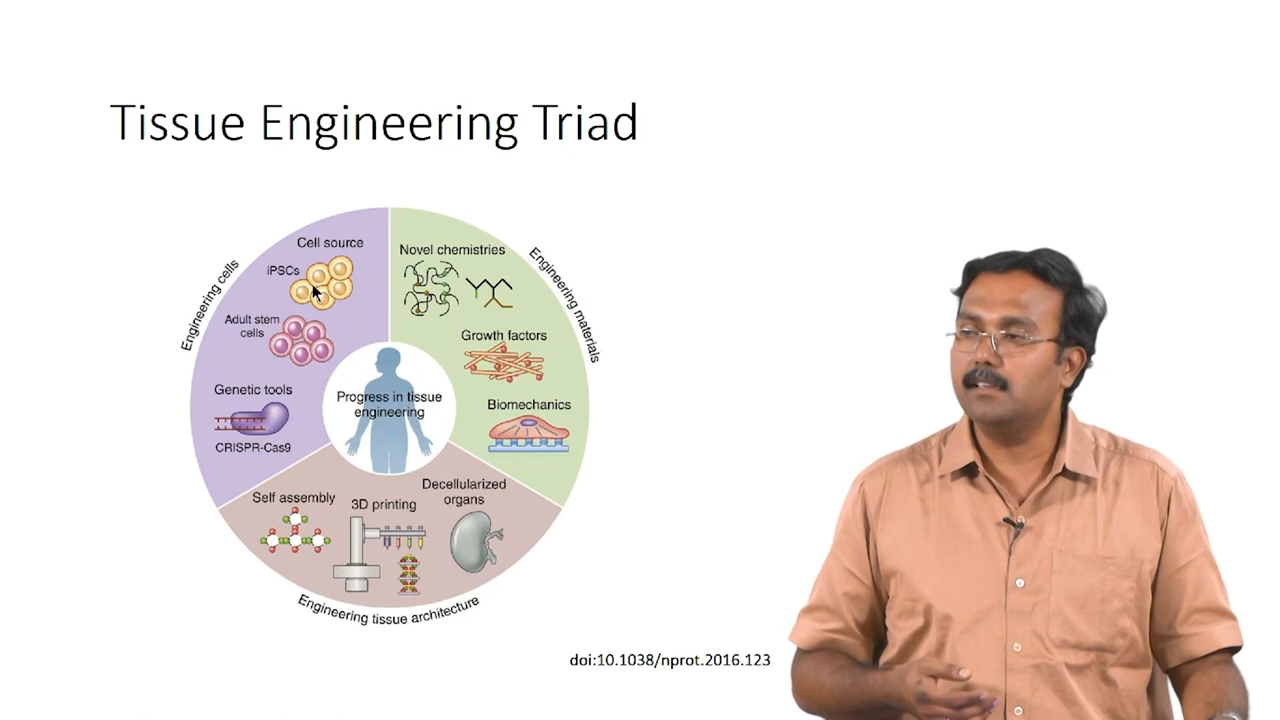 Tissue Engineering Triad
Engineering cells
Cell source
iPSCs
Adult stem
cells
Genetic tools
CRISPR-Cas9
Engineering materials
Novel chemistries
Growth factors
Biomechanics
Progress in tissue
engineering
Self assembly
3D printing
Decellularized
organs
Engineering tissue architecture
doi:10.1038/nprot.2016.123